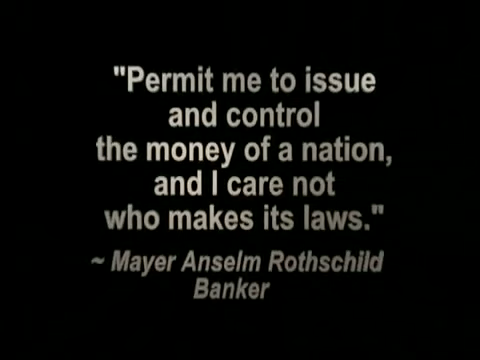 "Permit me to issue
and control
the money of a nation,
and I care not
who makes its laws."
~ Mayer Anselm Rothschild
Banker